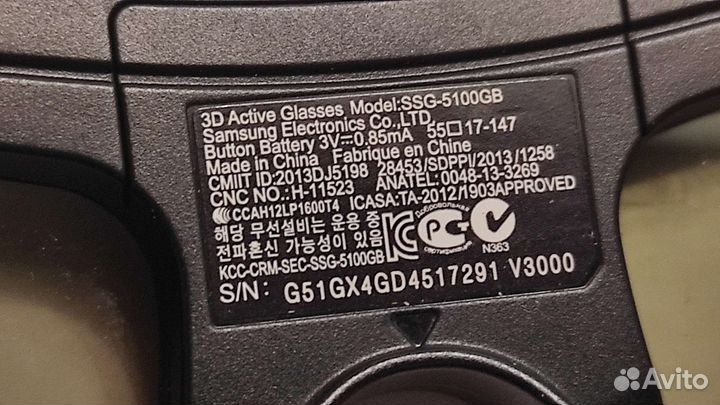 3D Active Glasses Model:SSG-5100GB
Samsung Electronics Co.,LTD.
Button Battery 3V⎓0.85mA 55□17-147
Made in China Fabrique en Chine
CMIIT ID:2013DJ5198 28453/SDPPI/2013/1258
CNC NO.: H-11523 ANATEL:0048-13-3269
CCAH12LP1600T4 ICASA:TA-2012/1903APPROVED
해당 무선설비는 운용 중
전파혼신 가능성이 있음
KCC-CRM-SEC-SSG-5100GB
Добровольная
сертификация
N363
S/N: G51GX4GD4517291 V3000
Avito